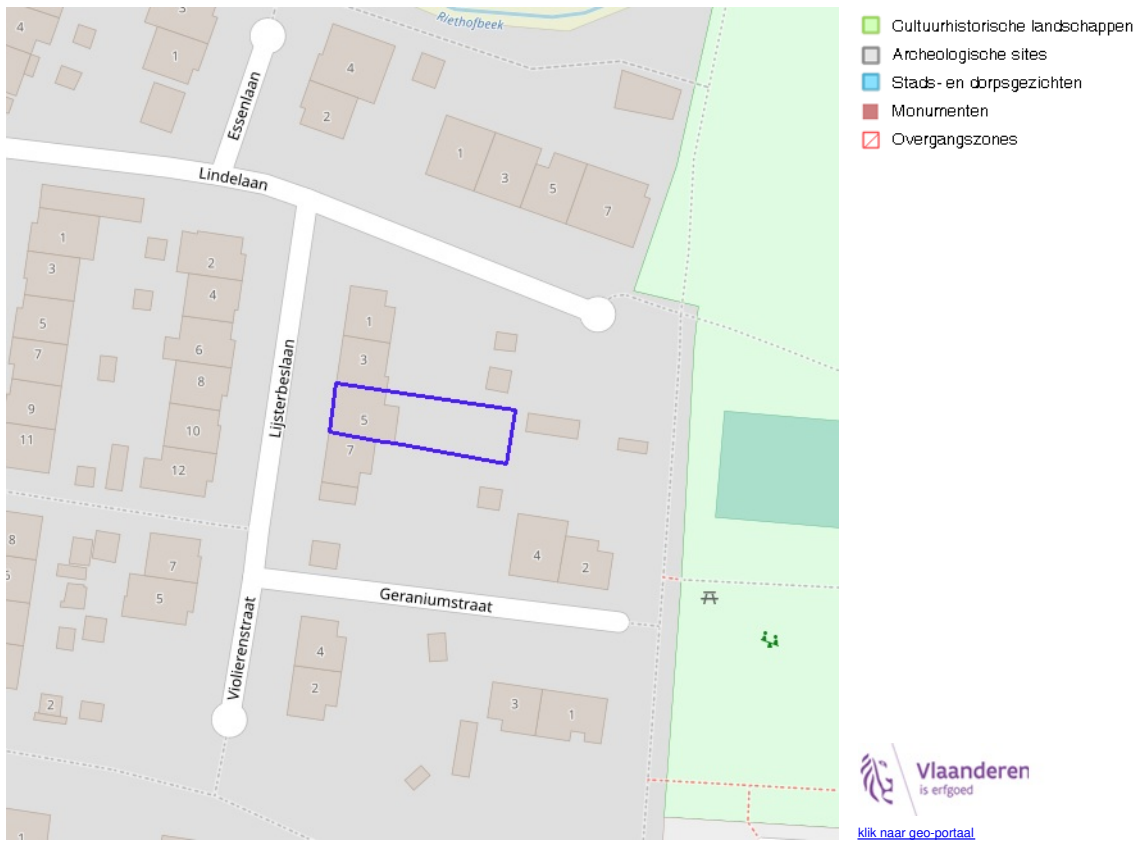 Riethofbeek
4
3
1
4
2
Essenlaan
1
3
5
7
Lindelaan
1
3
5
7
9
11
2
4
6
8
10
12
Lijsterbeslaan
1
3
5
7
8
7
5
4
2
Geraniumstraat
Violierenstraat
4
2
2
3
1
1
Cultuurhistorische landschappen
Archeologische sites
Stads- en dorpsgezichten
Monumenten
Overgangszones
Vlaanderen
is erfgoed
klik naar geo-portaal